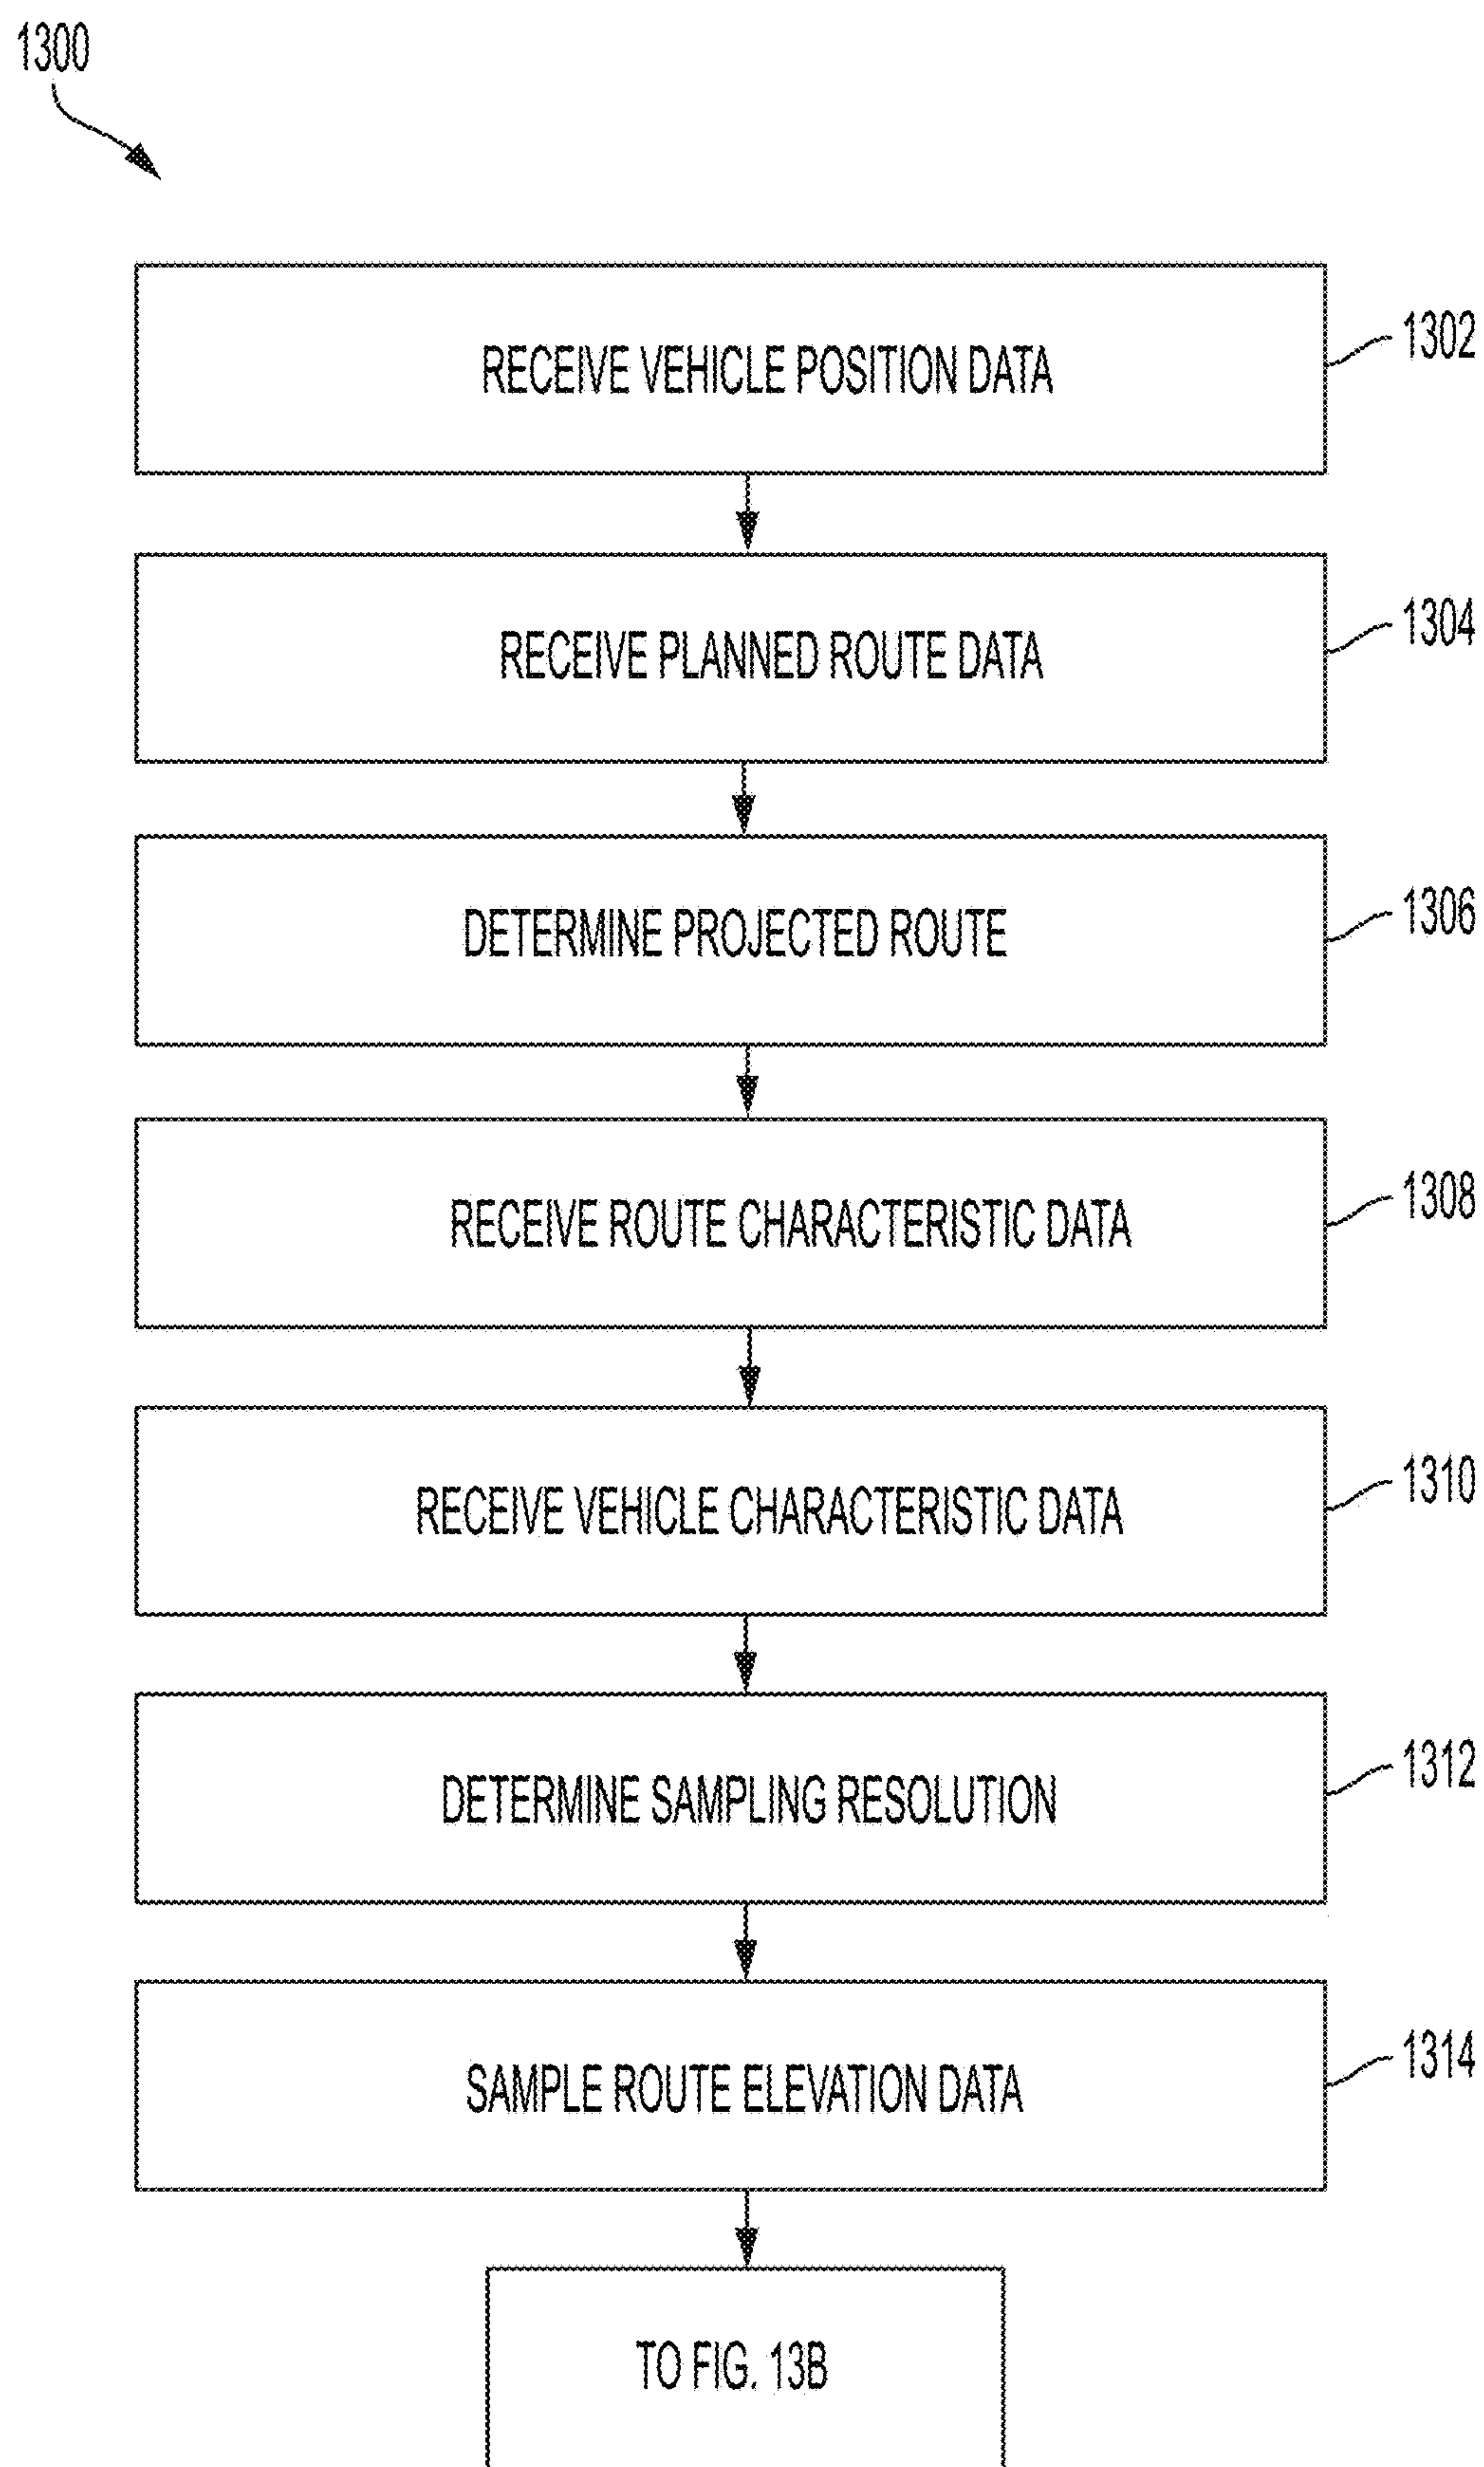 1300
RECEIVE VEHICLE POSITION DATA
1302
RECEIVE PLANNED ROUTE DATA
1304
DETERMINE PROJECTED ROUTE
1306
RECEIVE ROUTE CHARACTERISTIC DATA
1308
RECEIVE VEHICLE CHARACTERISTIC DATA
1310
DETERMINE SAMPLING RESOLUTION
1312
SAMPLE ROUTE ELEVATION DATA
1314
TO FIG. 13B